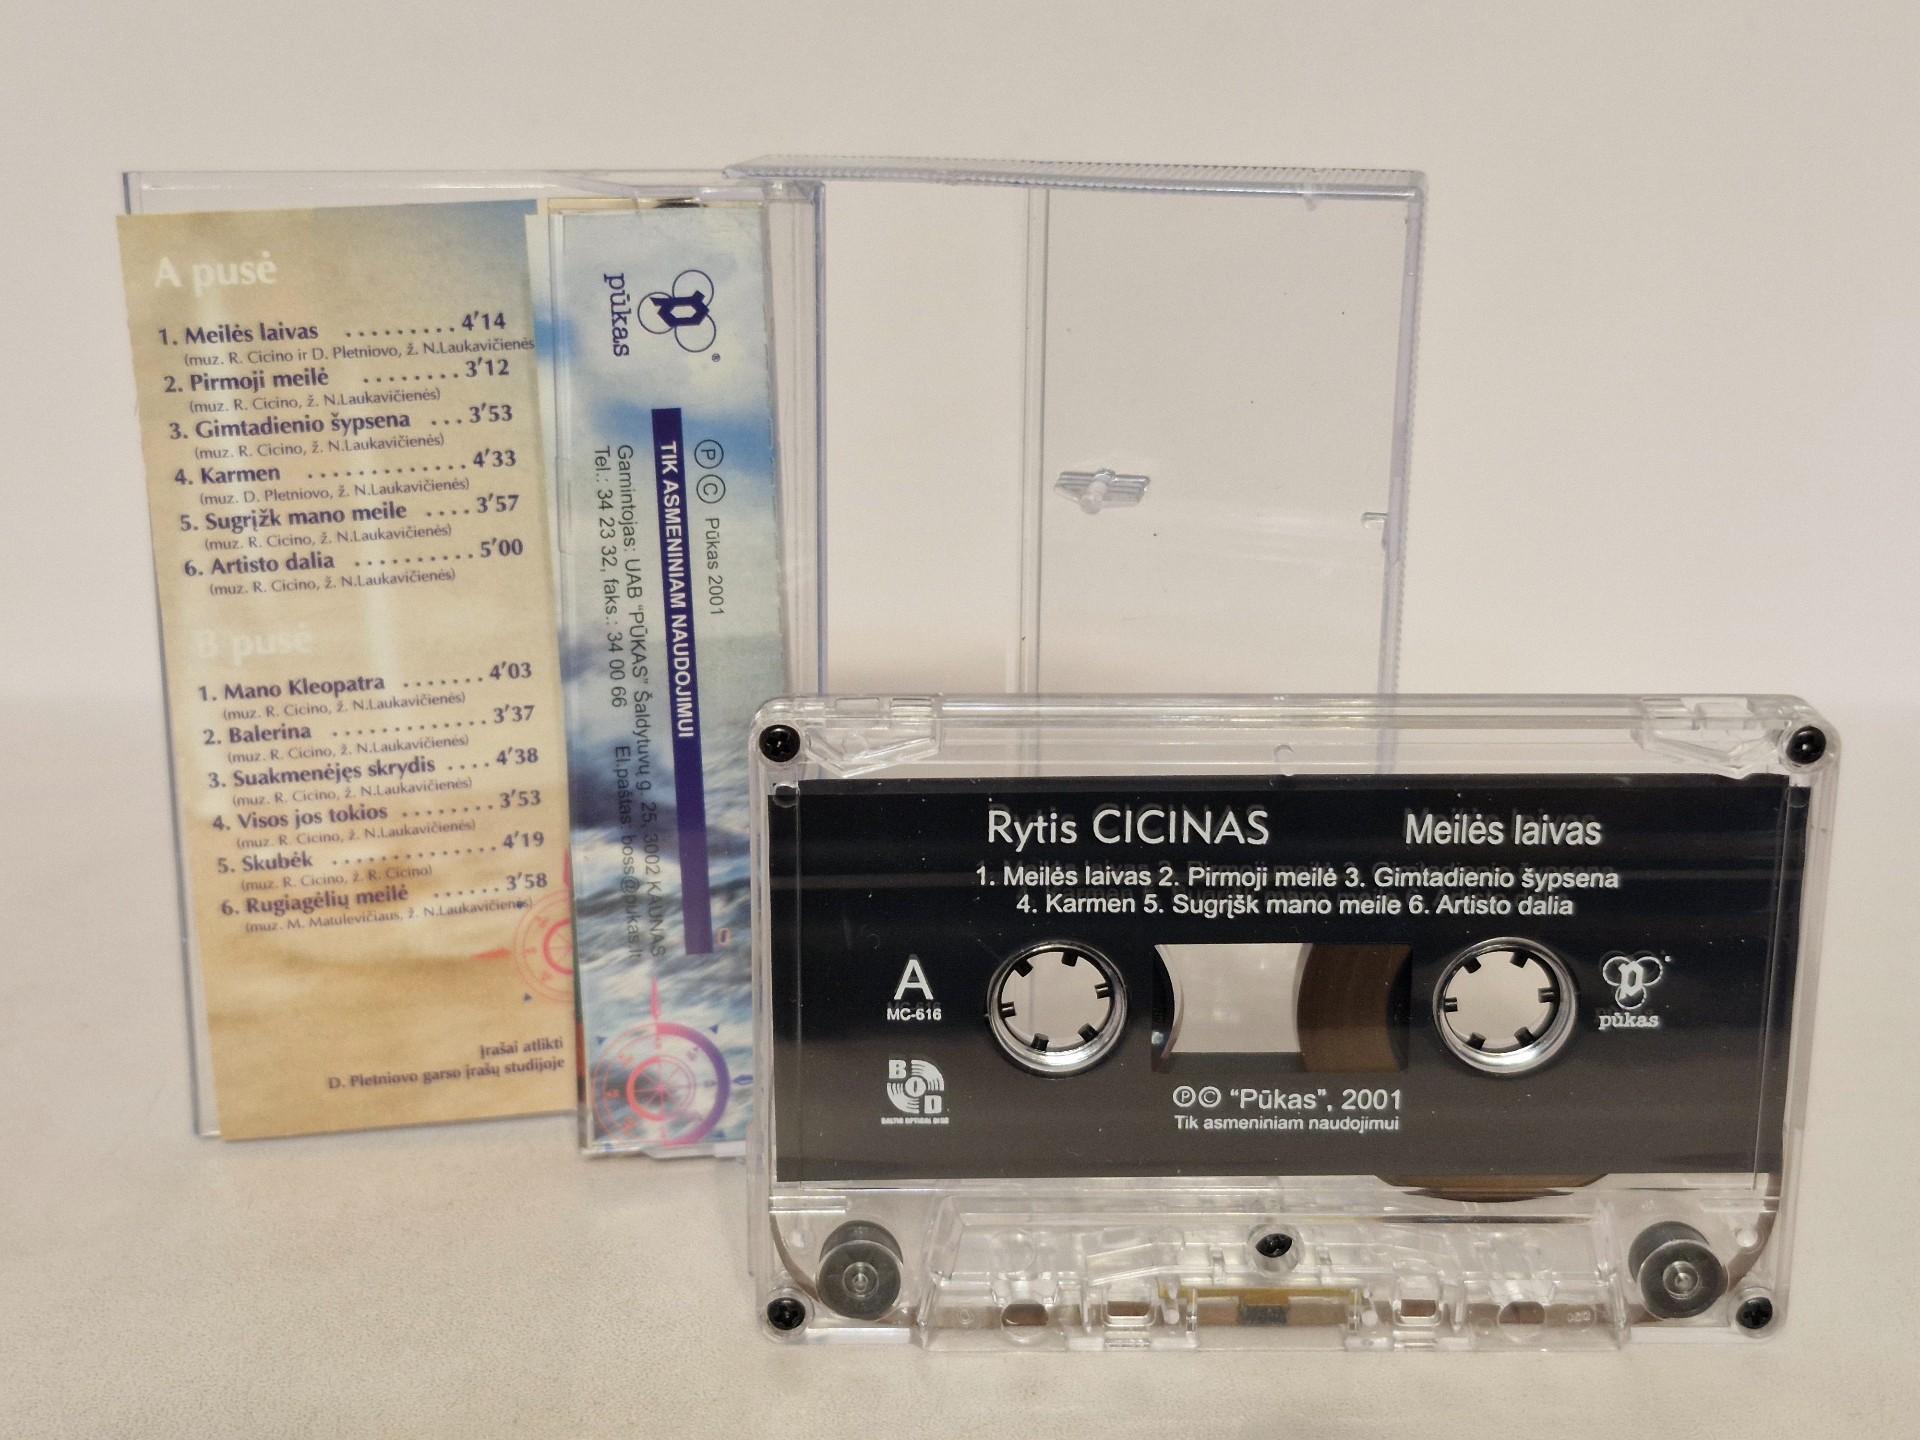 A pusė
1. Meilės laivas ......... 4'14
(muz. R. Cicino ir D. Pletniovo, ž. N.Laukavičienės
2. Pirmoji meilė ........ 3'12
(muz. R. Cicino, ž. N.Laukavičienės)
3. Gimtadienio šypsena ... 3'53
(muz. R. Cicino, ž. N.Laukavičienės)
4. Karmen ............. 4'33
(muz. D. Pletniovo, ž. N.Laukavičienės)
5. Sugrįžk mano meile .... 3'57
(muz. R. Cicino, ž. N.Laukavičienės)
6. Artisto dalia .......... 5'00
(muz. R. Cicino, ž. N.Laukavičienės)
B pusė
1. Mano Kleopatra ....... 4'03
(muz. R. Cicino, ž. N.Laukavičienės)
2. Balerina ............. 3'37
(muz. R. Cicino, ž. N.Laukavičienės)
3. Suakmenėjęs skrydis .... 4'38
(muz. R. Cicino, ž. N.Laukavičienės)
4. Visos jos tokios ........ 3'53
(muz. R. Cicino, ž. N.Laukavičienės)
5. Skubėk .............. 4'19
(muz. R. Cicino, ž. R. Cicino)
6. Rugiagėlių meilė ...... 3'58
(muz. M. Matulevičiaus, ž. N.Laukavičienės)
Įrašai atlikti
D. Pletniovo garso įrašų studijoje
p
pūkas ®
Ⓟ Ⓒ Pūkas 2001
TIK ASMENINIAM NAUDOJIMUI
Gamintojas: UAB "PŪKAS" Šaldytuvų g. 25, 3002 KAUNAS
Tel.: 34 23 32, faks.: 34 00 66 El.paštas: boss@pukas.lt
Rytis CICINAS Meilės laivas
1. Meilės laivas 2. Pirmoji meilė 3. Gimtadienio šypsena
4. Karmen 5. Sugrįšk mano meile 6. Artisto dalia
A
MC-616
BOD
BALTIC OPTICAL DISC
p
pūkas
Ⓟ© "Pūkas", 2001
Tik asmeniniam naudojimui